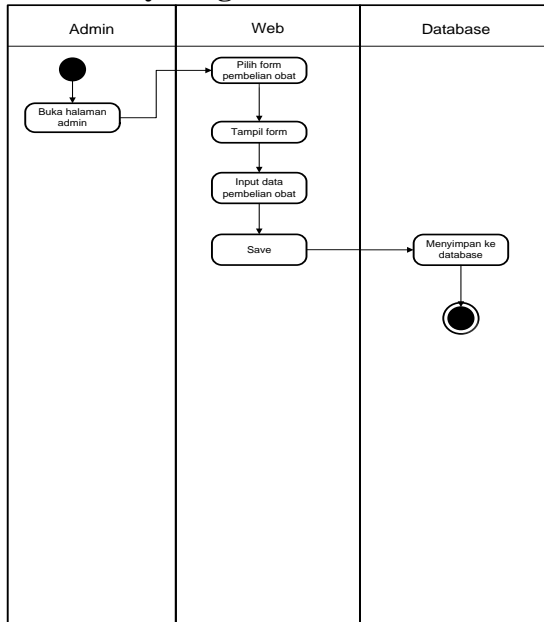 Admin
Web
Database
Buka halaman
admin
Pilih form
pembelian obat
Tampil form
Input data
pembelian obat
Save
Menyimpan ke
database